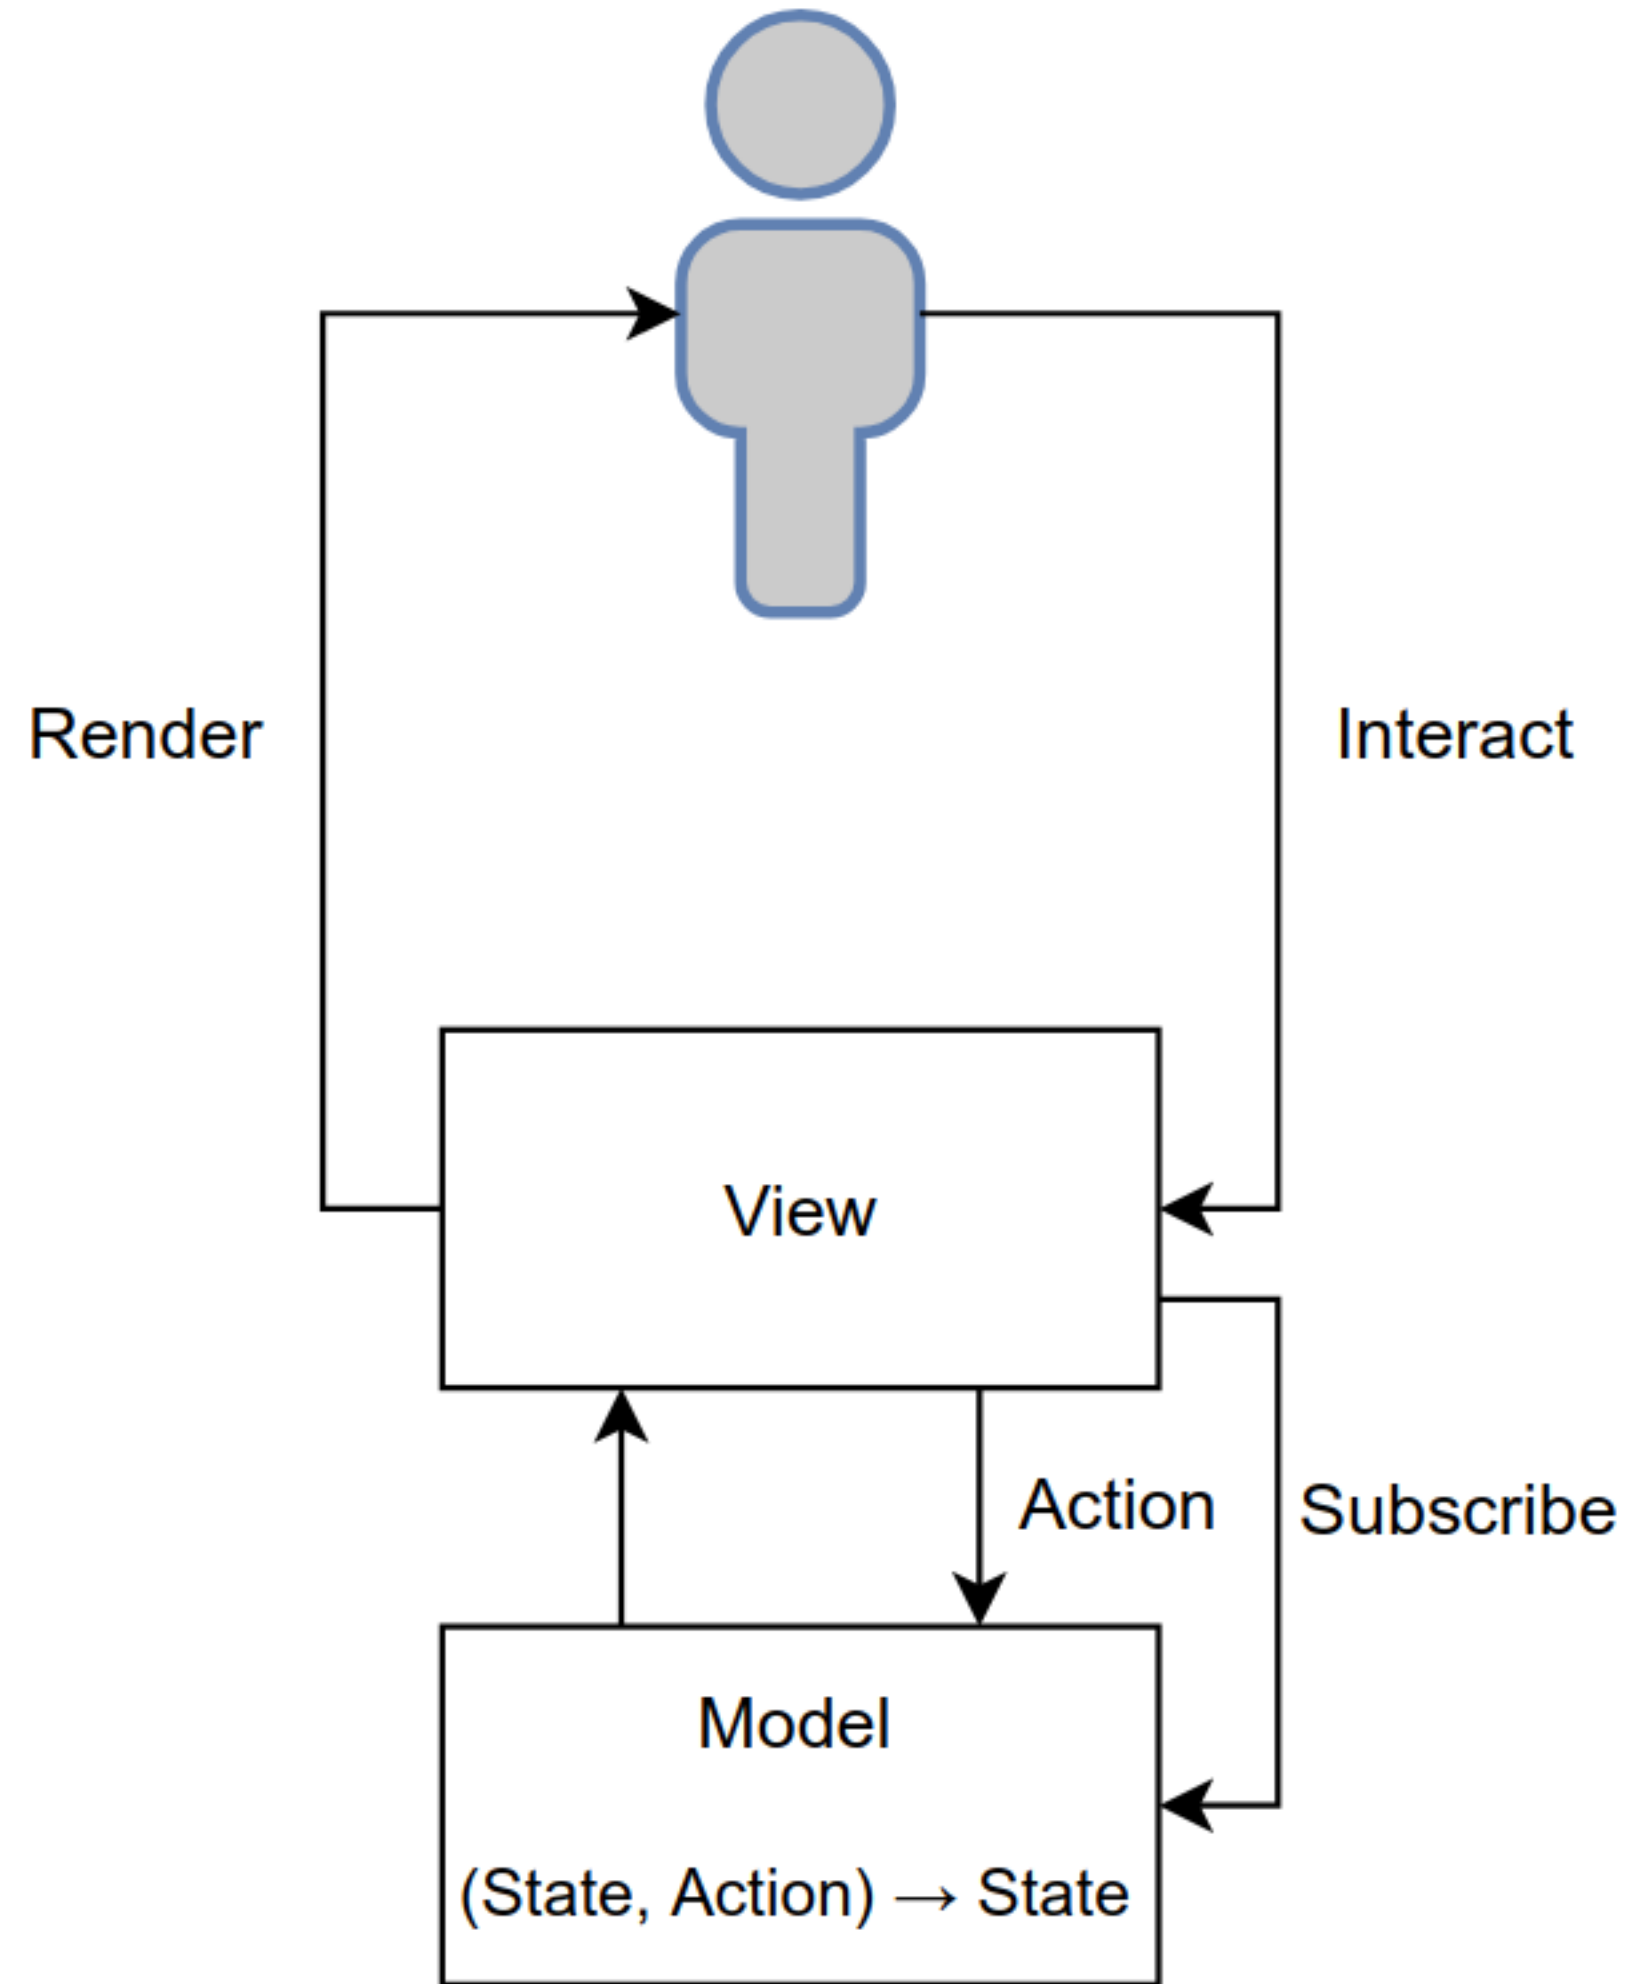 Render
Interact
View
Action
Subscribe
Model
(State, Action) → State